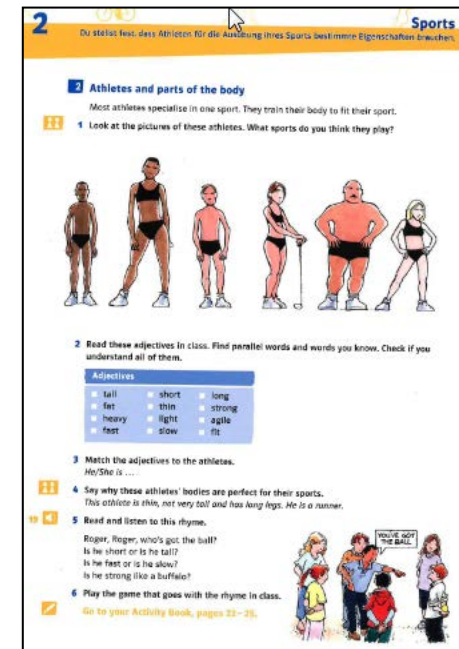 2
Sports
Du stellst fest, dass Athleten für die Ausübung ihres Sports bestimmte Eigenschaften brauchen.
2 Athletes and parts of the body
Most athletes specialise in one sport. They train their body to fit their sport.
1 Look at the pictures of these athletes. What sports do you think they play?
2 Read these adjectives in class. Find parallel words and words you know. Check if you
understand all of them.
Adjectives
tall short long
fat thin strong
heavy light agile
fast slow fit
3 Match the adjectives to the athletes.
He/She is ...
4 Say why these athletes' bodies are perfect for their sports.
This athlete is thin, not very tall and has long legs. He is a runner.
19
5 Read and listen to this rhyme.
Roger, Roger, who's got the ball?
Is he short or is he tall?
Is he fast or is he slow?
Is he strong like a buffalo?
YOU'VE GOT
THE BALL
6 Play the game that goes with the rhyme in class.
Go to your Activity Book, pages 22–25.